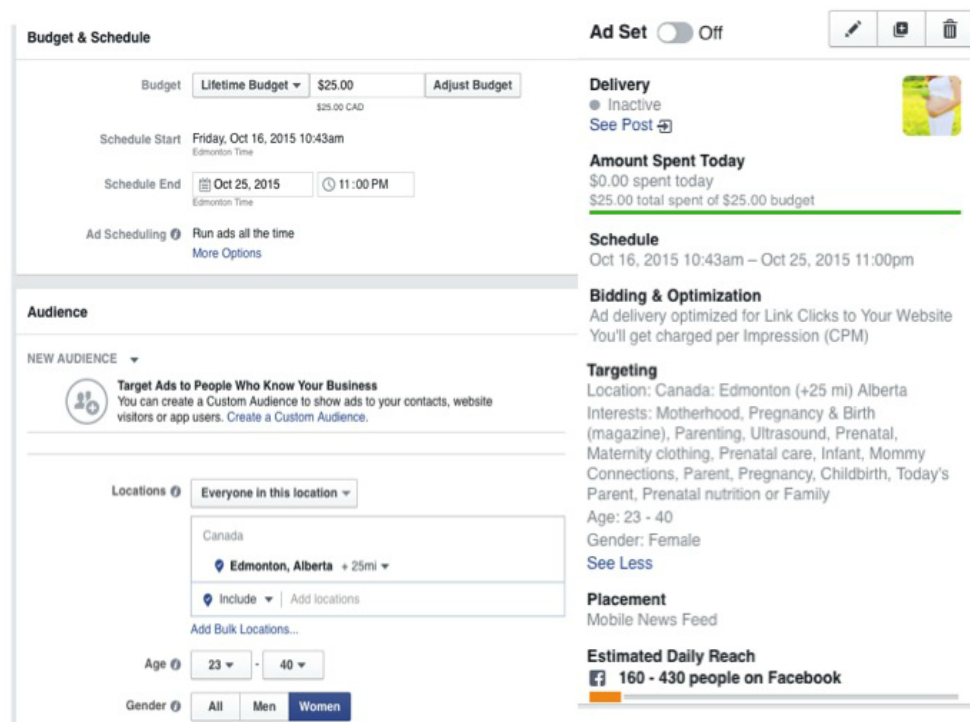 Budget & Schedule
Budget Lifetime Budget $25.00 Adjust Budget
$25.00 CAD
Schedule Start Friday, Oct 16, 2015 10:43am
Edmonton Time
Schedule End Oct 25, 2015 11:00 PM
Edmonton Time
Ad Scheduling Run ads all the time
More Options
Audience
NEW AUDIENCE
Target Ads to People Who Know Your Business
You can create a Custom Audience to show ads to your contacts, website
visitors or app users. Create a Custom Audience.
Locations Everyone in this location
Canada
Edmonton, Alberta + 25mi
Include Add locations
Add Bulk Locations...
Age 23 - 40
Gender All Men Women
Ad Set Off
Delivery
Inactive
See Post
Amount Spent Today
$0.00 spent today
$25.00 total spent of $25.00 budget
Schedule
Oct 16, 2015 10:43am – Oct 25, 2015 11:00pm
Bidding & Optimization
Ad delivery optimized for Link Clicks to Your Website
You'll get charged per Impression (CPM)
Targeting
Location: Canada: Edmonton (+25 mi) Alberta
Interests: Motherhood, Pregnancy & Birth
(magazine), Parenting, Ultrasound, Prenatal,
Maternity clothing, Prenatal care, Infant, Mommy
Connections, Parent, Pregnancy, Childbirth, Today's
Parent, Prenatal nutrition or Family
Age: 23 - 40
Gender: Female
See Less
Placement
Mobile News Feed
Estimated Daily Reach
160 - 430 people on Facebook